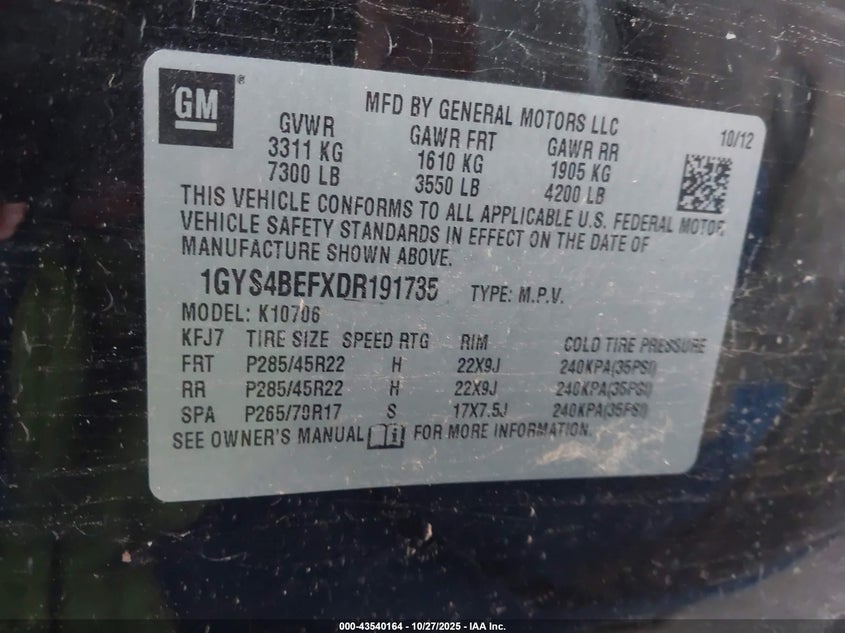 GM ®
MFD BY GENERAL MOTORS LLC
10/12
GVWR GAWR FRT GAWR RR
3311 KG 1610 KG 1905 KG
7300 LB 3550 LB 4200 LB
THIS VEHICLE CONFORMS TO ALL APPLICABLE U.S. FEDERAL MOTOR
VEHICLE SAFETY STANDARDS IN EFFECT ON THE DATE OF
MANUFACTURE SHOWN ABOVE.
1GYS4BEFXDR191735 TYPE: M.P.V.
MODEL: K10706
KFJ7 TIRE SIZE SPEED RTG RIM COLD TIRE PRESSURE
FRT P285/45R22 H 22X9J 240KPA(35PSI)
RR P285/45R22 H 22X9J 240KPA(35PSI)
SPA P265/70R17 S 17X7.5J 240KPA(35PSI)
SEE OWNER'S MANUAL FOR MORE INFORMATION.
000-43540164 - 10/27/2025 - IAA Inc.